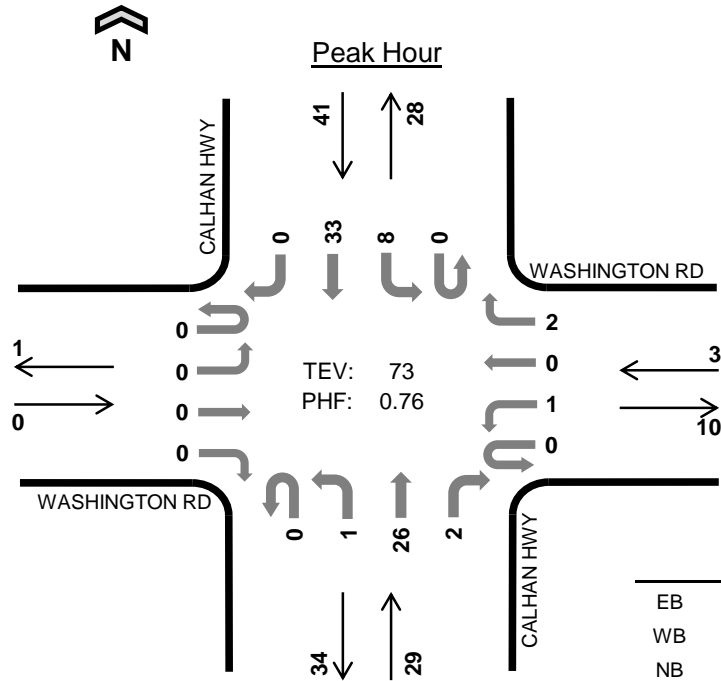 N
Peak Hour
41
28
CALHAN HWY
0
33
8
0
WASHINGTON RD
0
2
1
0
TEV: 73
0
3
0
PHF: 0.76
1
0
10
0
0
WASHINGTON RD
0
1
26
2
CALHAN HWY
34
29
EB
WB
NB